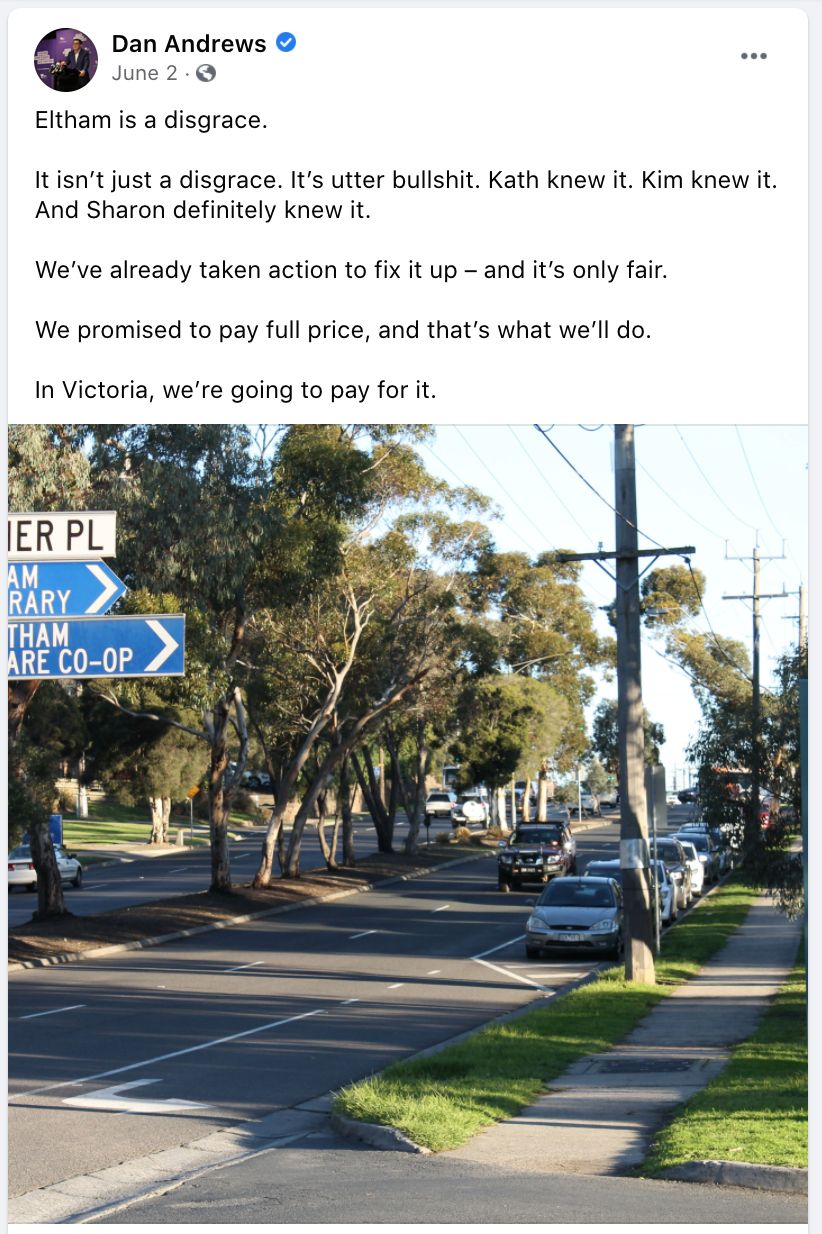 Dan Andrews
June 2 ·
Eltham is a disgrace.
It isn’t just a disgrace. It’s utter bullshit. Kath knew it. Kim knew it.
And Sharon definitely knew it.
We’ve already taken action to fix it up – and it’s only fair.
We promised to pay full price, and that’s what we’ll do.
In Victoria, we’re going to pay for it.
IER PL
AM
RARY
THAM
ARE CO-OP